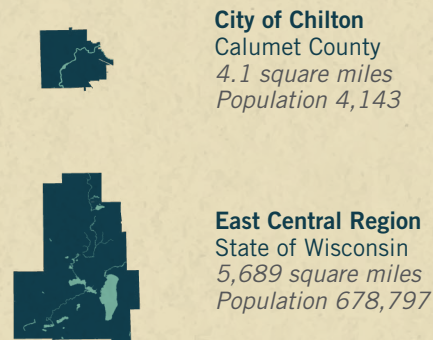 City of Chilton
Calumet County
4.1 square miles
Population 4,143
East Central Region
State of Wisconsin
5,689 square miles
Population 678,797